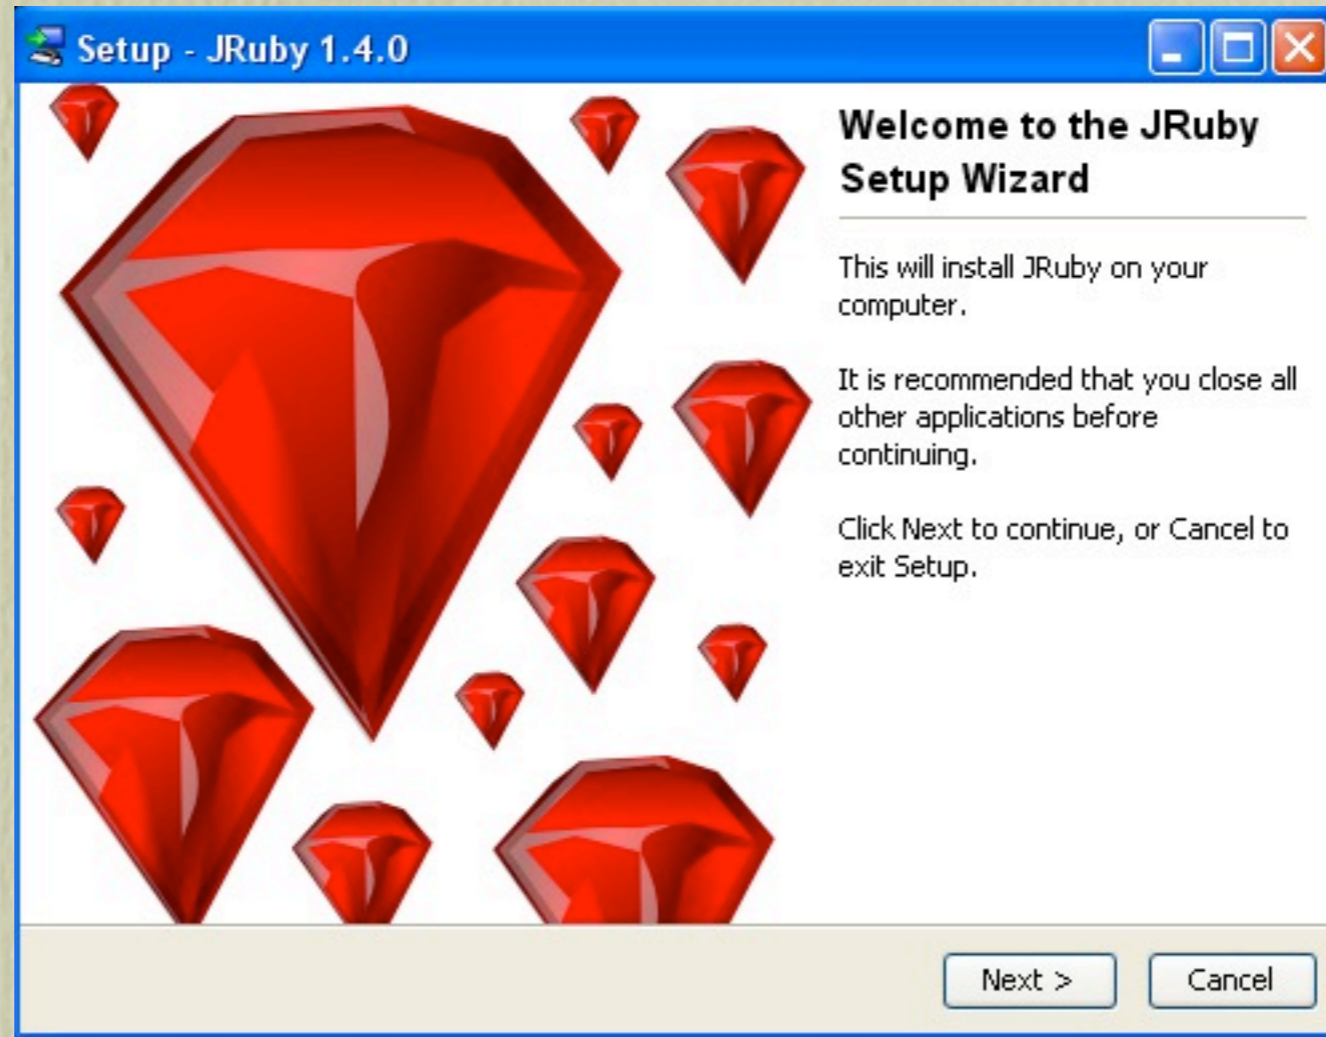 Setup - JRuby 1.4.0
Welcome to the JRuby
Setup Wizard
This will install JRuby on your
computer.
It is recommended that you close all
other applications before
continuing.
Click Next to continue, or Cancel to
exit Setup.
Next >
Cancel